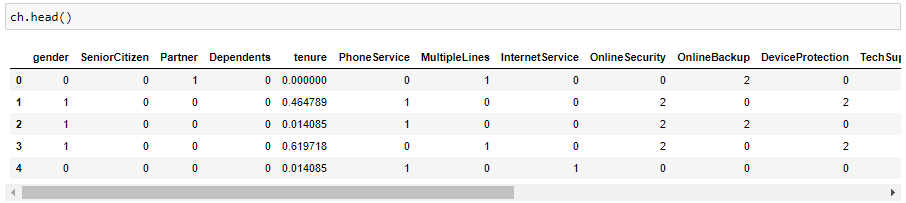 ch.head()
gender SeniorCitizen Partner Dependents tenure PhoneService MultipleLines InternetService OnlineSecurity OnlineBackup DeviceProtection TechSup
0 0 0 1 0 0.000000 0 1 0 0 2 0
1 1 0 0 0 0.464789 1 0 0 2 0 2
2 1 0 0 0 0.014085 1 0 0 2 2 0
3 1 0 0 0 0.619718 0 1 0 2 0 2
4 0 0 0 0 0.014085 1 0 1 0 0 0